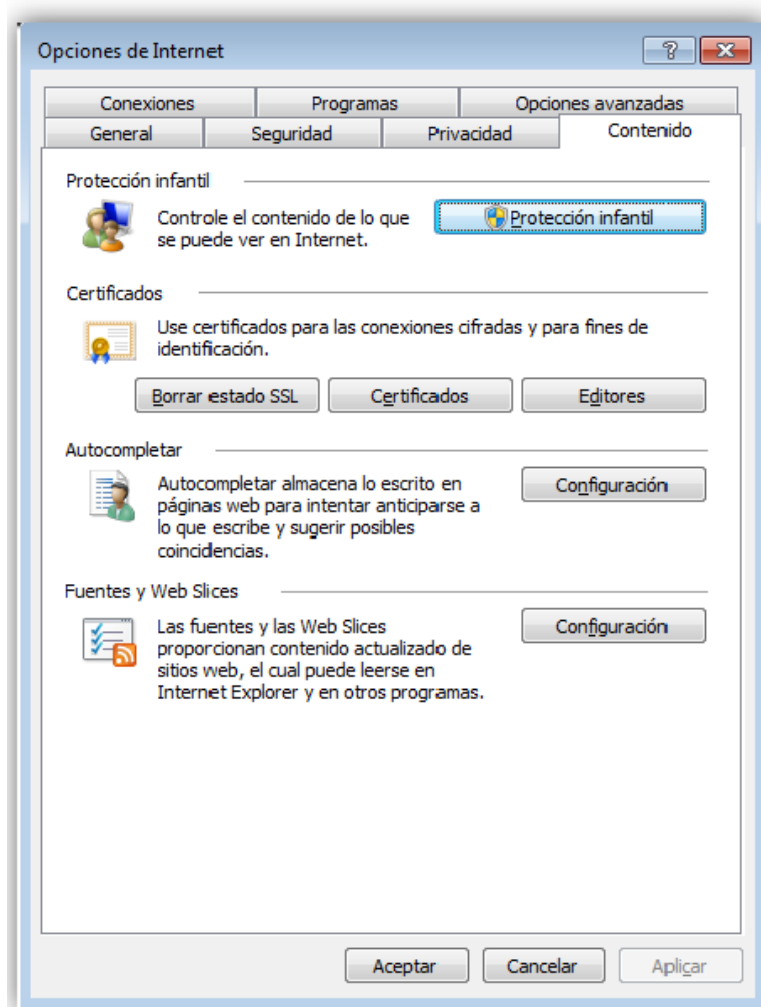 Opciones de Internet
Conexiones Programas Opciones avanzadas
General Seguridad Privacidad Contenido
Protección infantil
Controle el contenido de lo que
se puede ver en Internet.
Protección infantil
Certificados
Use certificados para las conexiones cifradas y para fines de
identificación.
Borrar estado SSL Certificados Editores
Autocompletar
Autocompletar almacena lo escrito en
páginas web para intentar anticiparse a
lo que escribe y sugerir posibles
coincidencias.
Configuración
Fuentes y Web Slices
Las fuentes y las Web Slices
proporcionan contenido actualizado de
sitios web, el cual puede leerse en
Internet Explorer y en otros programas.
Configuración
Aceptar Cancelar Aplicar